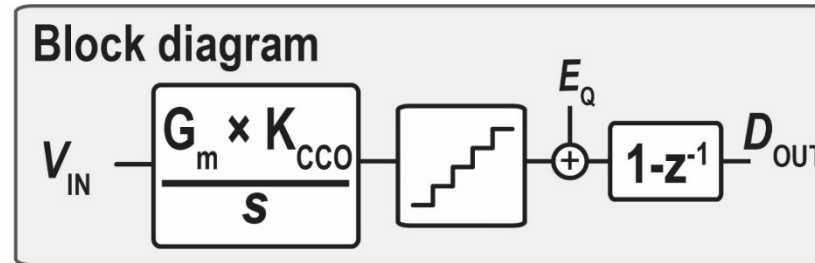 Block diagram
V_IN
G_m × K_CCO
s
E_Q
+
1-z^-1
D_OUT